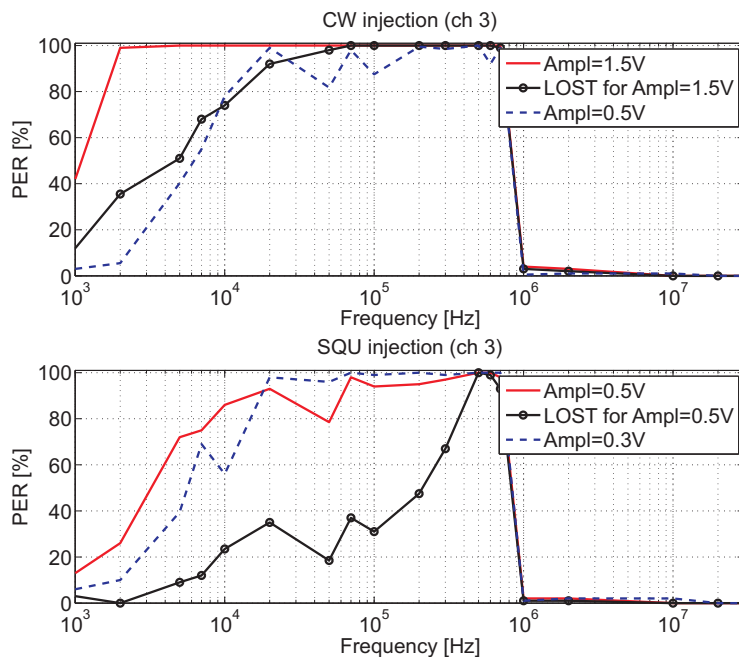 CW injection (ch 3)
PER [%]
100
80
60
40
20
0
Ampl=1.5V
LOST for Ampl=1.5V
Ampl=0.5V
10^3
10^4
10^5
10^6
10^7
Frequency [Hz]
SQU injection (ch 3)
PER [%]
100
80
60
40
20
0
Ampl=0.5V
LOST for Ampl=0.5V
Ampl=0.3V
10^3
10^4
10^5
10^6
10^7
Frequency [Hz]